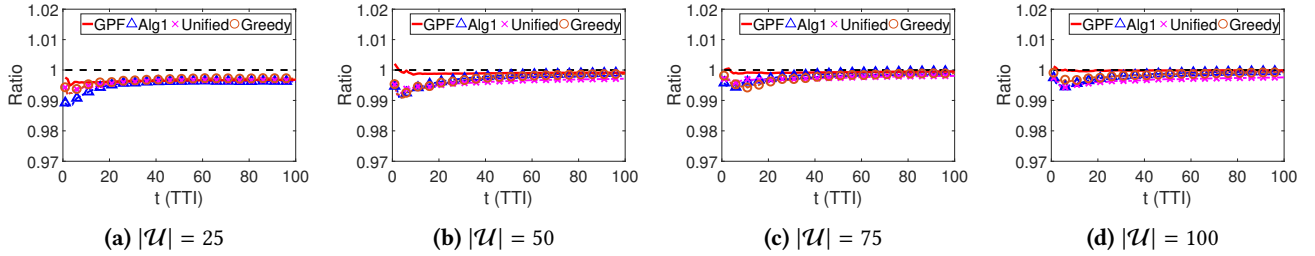 1.02
GPF Alg1 Unified Greedy
1.01
1
0.99
0.98
0.97
Ratio
0 20 40 60 80 100
t (TTI)
(a) |𝒰| = 25
1.02
GPF Alg1 Unified Greedy
1.01
1
0.99
0.98
0.97
Ratio
0 20 40 60 80 100
t (TTI)
(b) |𝒰| = 50
1.02
GPF Alg1 Unified Greedy
1.01
1
0.99
0.98
0.97
Ratio
0 20 40 60 80 100
t (TTI)
(c) |𝒰| = 75
1.02
GPF Alg1 Unified Greedy
1.01
1
0.99
0.98
0.97
Ratio
0 20 40 60 80 100
t (TTI)
(d) |𝒰| = 100